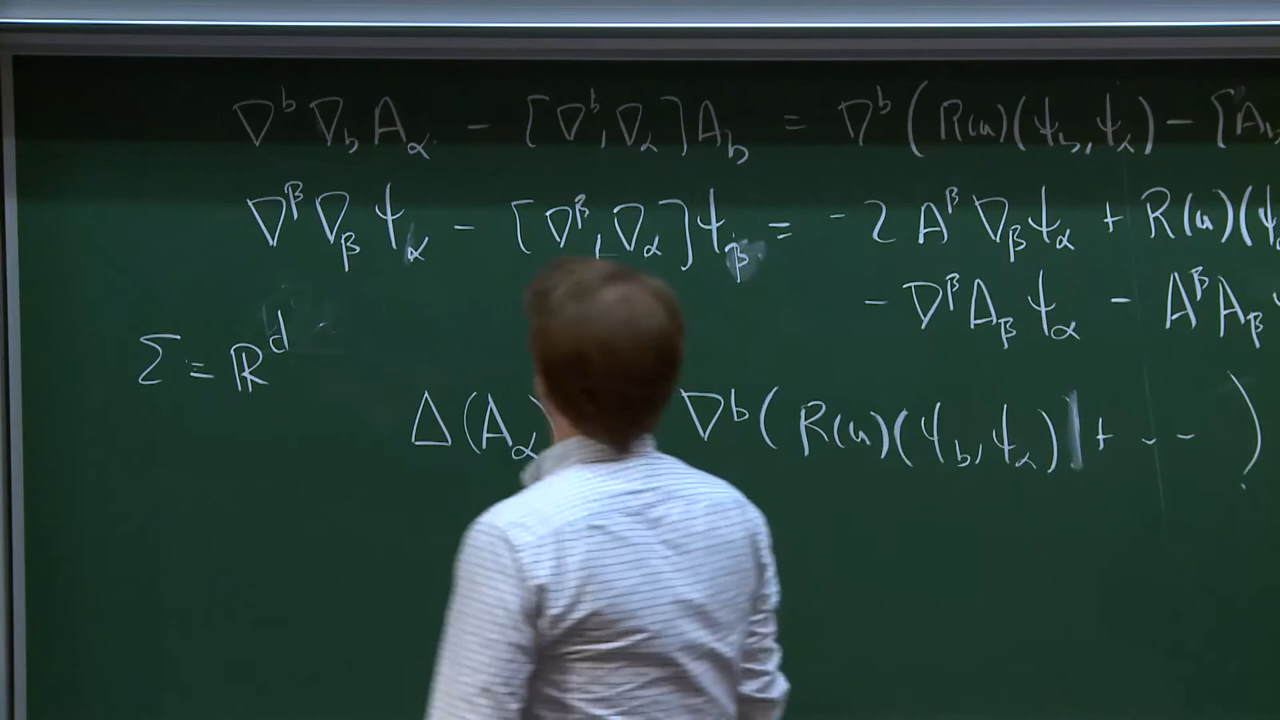 ∇^b ∇_b A_α − [∇^b, ∇_α] A_b = ∇^b (R(u)(ψ_b, ψ_α) − [A_b
∇^β ∇_β ψ_α − [∇^β, ∇_α] ψ_β = − 2 A^β ∇_β ψ_α + R(u)(ψ
− ∇^β A_β ψ_α − A^β A_β
Σ = ℝ^d
Δ(A_α ∇^b (R(u)(ψ_b, ψ_α) + -- )